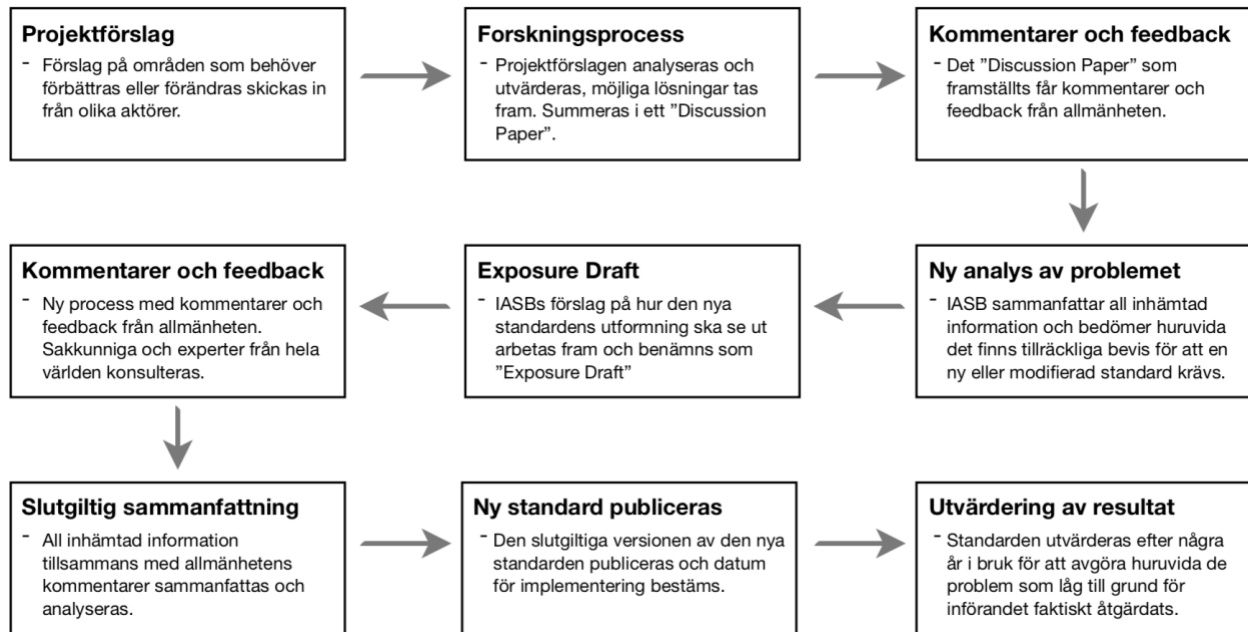 Projektförslag
- Förslag på områden som behöver
förbättras eller förändras skickas in
från olika aktörer.
Forskningsprocess
- Projektförslagen analyseras och
utvärderas, möjliga lösningar tas
fram. Summeras i ett ”Discussion
Paper”.
Kommentarer och feedback
- Det ”Discussion Paper” som
framställts får kommentarer och
feedback från allmänheten.
Ny analys av problemet
- IASB sammanfattar all inhämtad
information och bedömer huruvida
det finns tillräckliga bevis för att en
ny eller modifierad standard krävs.
Exposure Draft
- IASBs förslag på hur den nya
standardens utformning ska se ut
arbetas fram och benämns som
”Exposure Draft”
Kommentarer och feedback
- Ny process med kommentarer och
feedback från allmänheten.
Sakkunniga och experter från hela
världen konsulteras.
Slutgiltig sammanfattning
- All inhämtad information
tillsammans med allmänhetens
kommentarer sammanfattas och
analyseras.
Ny standard publiceras
- Den slutgiltiga versionen av den nya
standarden publiceras och datum
för implementering bestäms.
Utvärdering av resultat
- Standarden utvärderas efter några
år i bruk för att avgöra huruvida de
problem som låg till grund för
införandet faktiskt åtgärdats.